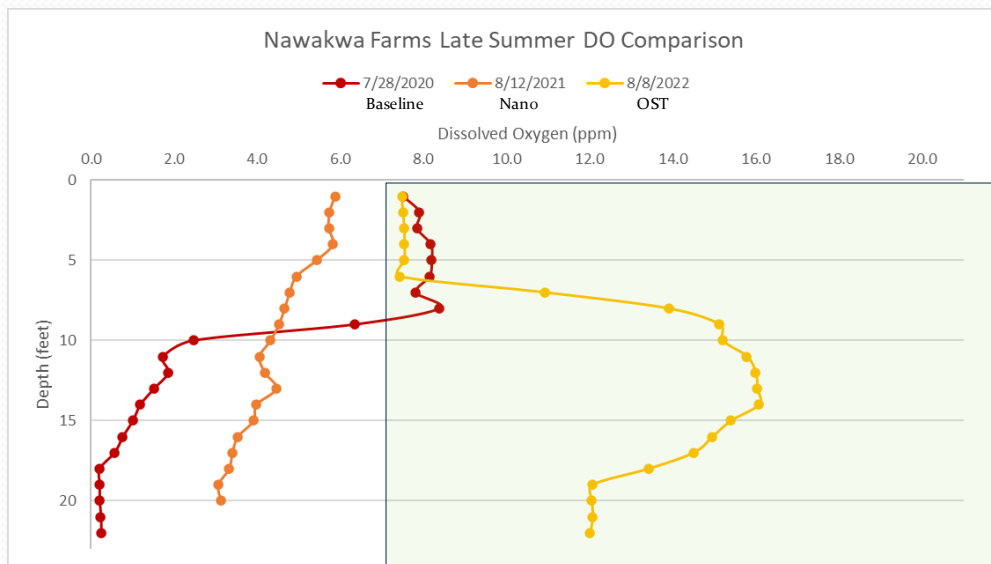 Nawakwa Farms Late Summer DO Comparison
7/28/2020 8/12/2021 8/8/2022
Baseline Nano OST
Dissolved Oxygen (ppm)
0.0 2.0 4.0 6.0 8.0 10.0 12.0 14.0 16.0 18.0 20.0
0
5
10
15
20
Depth (feet)